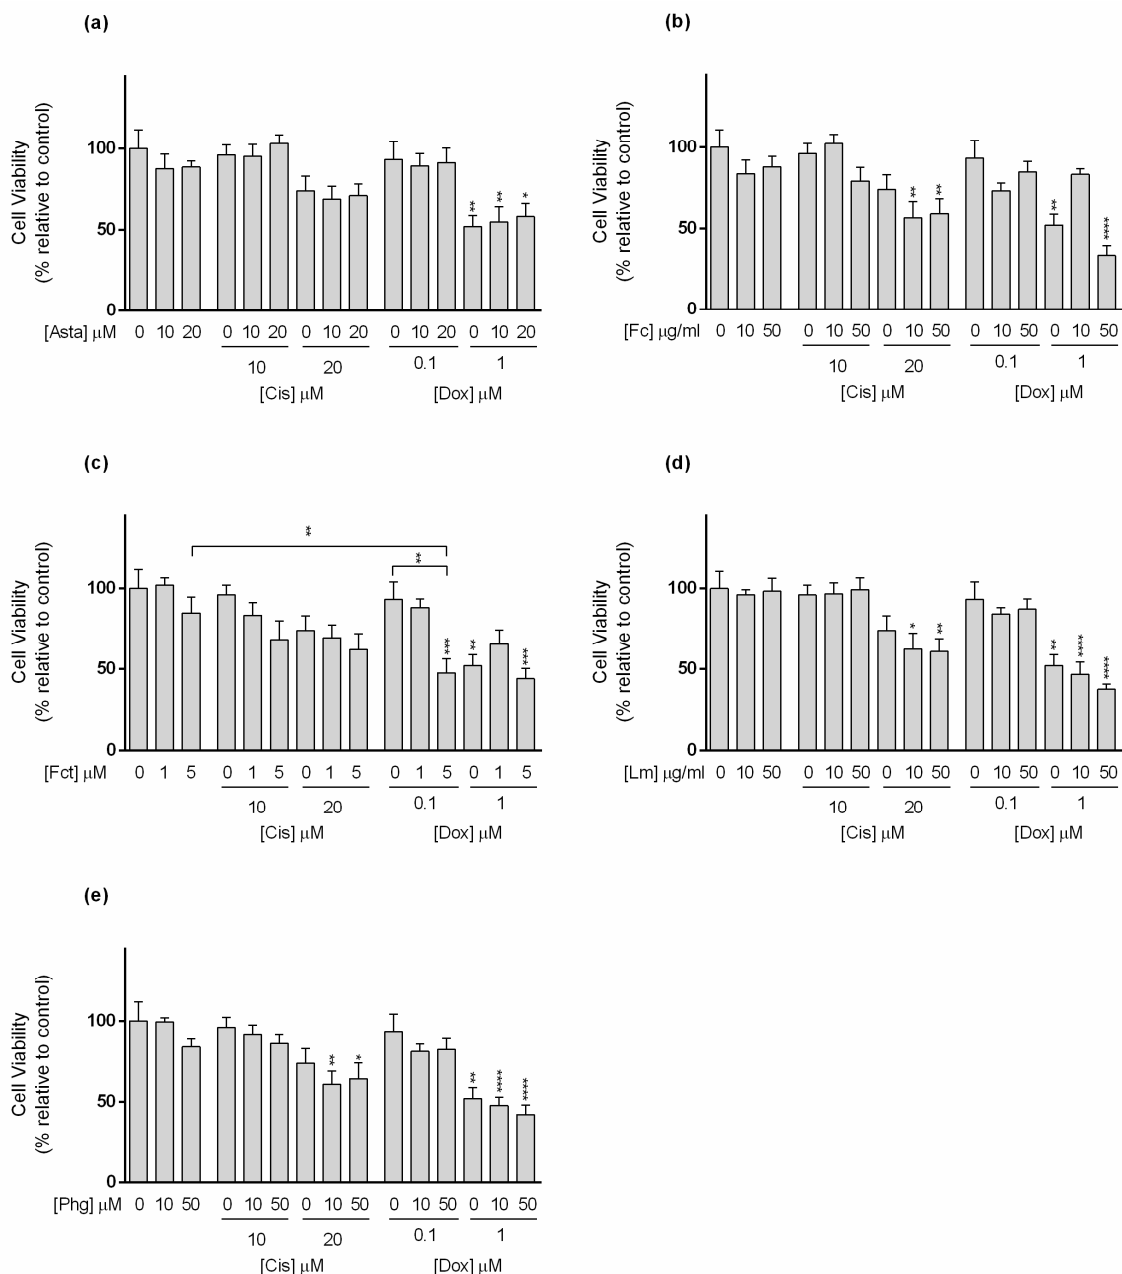 (a)
Cell Viability
(% relative to control)
100
50
0
** ** *
[Asta] μM 0 10 20 0 10 20 0 10 20 0 10 20 0 10 20
10 20 0.1 1
[Cis] μM [Dox] μM
(b)
Cell Viability
(% relative to control)
100
50
0
** ** ** ****
[Fc] μg/ml 0 10 50 0 10 50 0 10 50 0 10 50 0 10 50
10 20 0.1 1
[Cis] μM [Dox] μM
(c)
Cell Viability
(% relative to control)
100
50
0
**
**
*** ** ***
[Fct] μM 0 1 5 0 1 5 0 1 5 0 1 5 0 1 5
10 20 0.1 1
[Cis] μM [Dox] μM
(d)
Cell Viability
(% relative to control)
100
50
0
* ** ** **** ****
[Lm] μg/ml 0 10 50 0 10 50 0 10 50 0 10 50 0 10 50
10 20 0.1 1
[Cis] μM [Dox] μM
(e)
Cell Viability
(% relative to control)
100
50
0
** * ** **** ****
[Phg] μM 0 10 50 0 10 50 0 10 50 0 10 50 0 10 50
10 20 0.1 1
[Cis] μM [Dox] μM